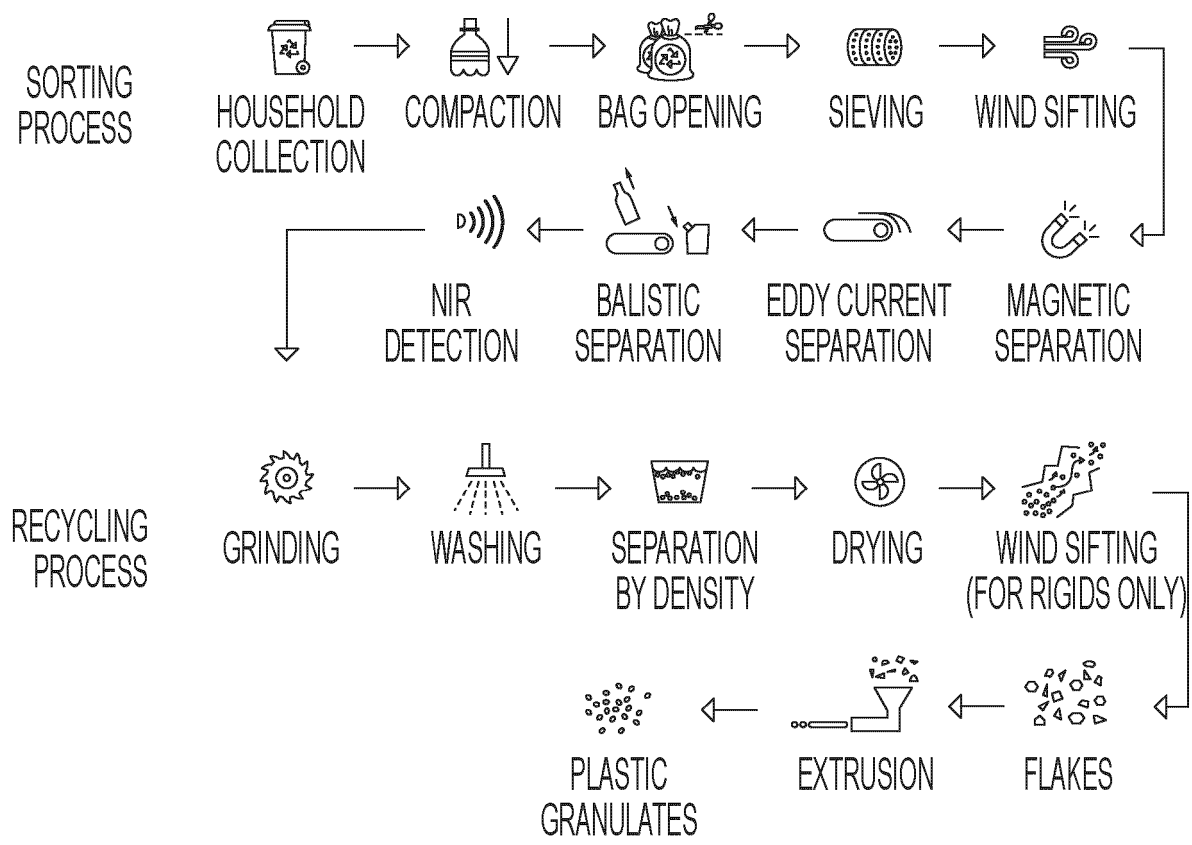 SORTING
PROCESS
HOUSEHOLD
COLLECTION
COMPACTION
BAG OPENING
SIEVING
WIND SIFTING
NIR
DETECTION
BALISTIC
SEPARATION
EDDY CURRENT
SEPARATION
MAGNETIC
SEPARATION
RECYCLING
PROCESS
GRINDING
WASHING
SEPARATION
BY DENSITY
DRYING
WIND SIFTING
(FOR RIGIDS ONLY)
PLASTIC
GRANULATES
EXTRUSION
FLAKES